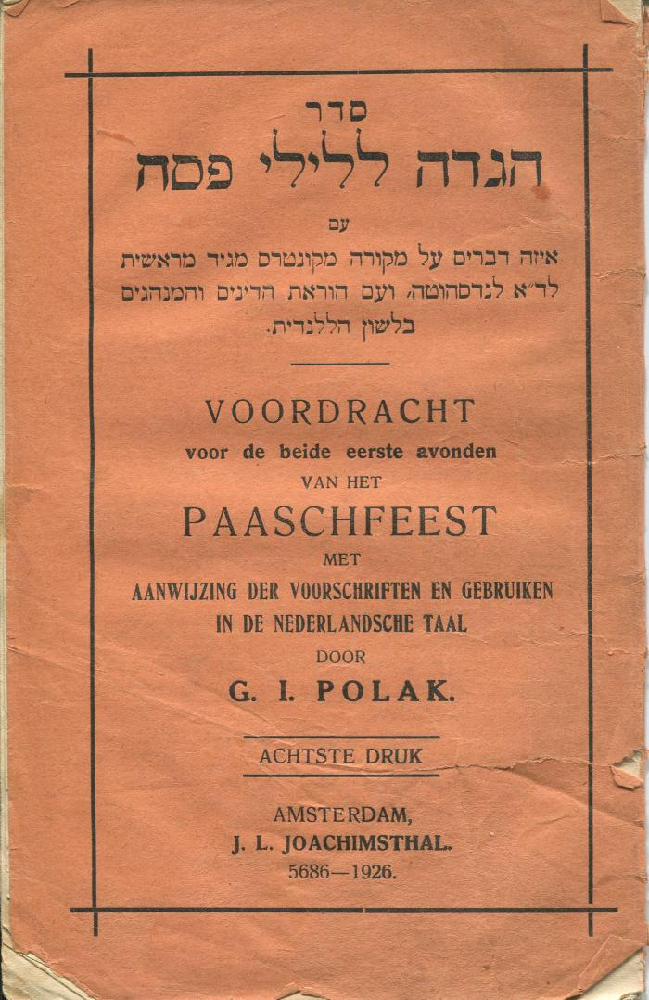 סדר
הגדה ללילי פסח
עם
איזה דברים על מקורה מקונטרס מגיד מראשית
לד״א לנדסהוטה, ועם הוראת הדינים והמנהגים
בלשון הללנדית.
VOORDRACHT
voor de beide eerste avonden
VAN HET
PAASCHFEEST
MET
AANWIJZING DER VOORSCHRIFTEN EN GEBRUIKEN
IN DE NEDERLANDSCHE TAAL
DOOR
G. I. POLAK.
ACHTSTE DRUK
AMSTERDAM,
J. L. JOACHIMSTHAL.
5686—1926.